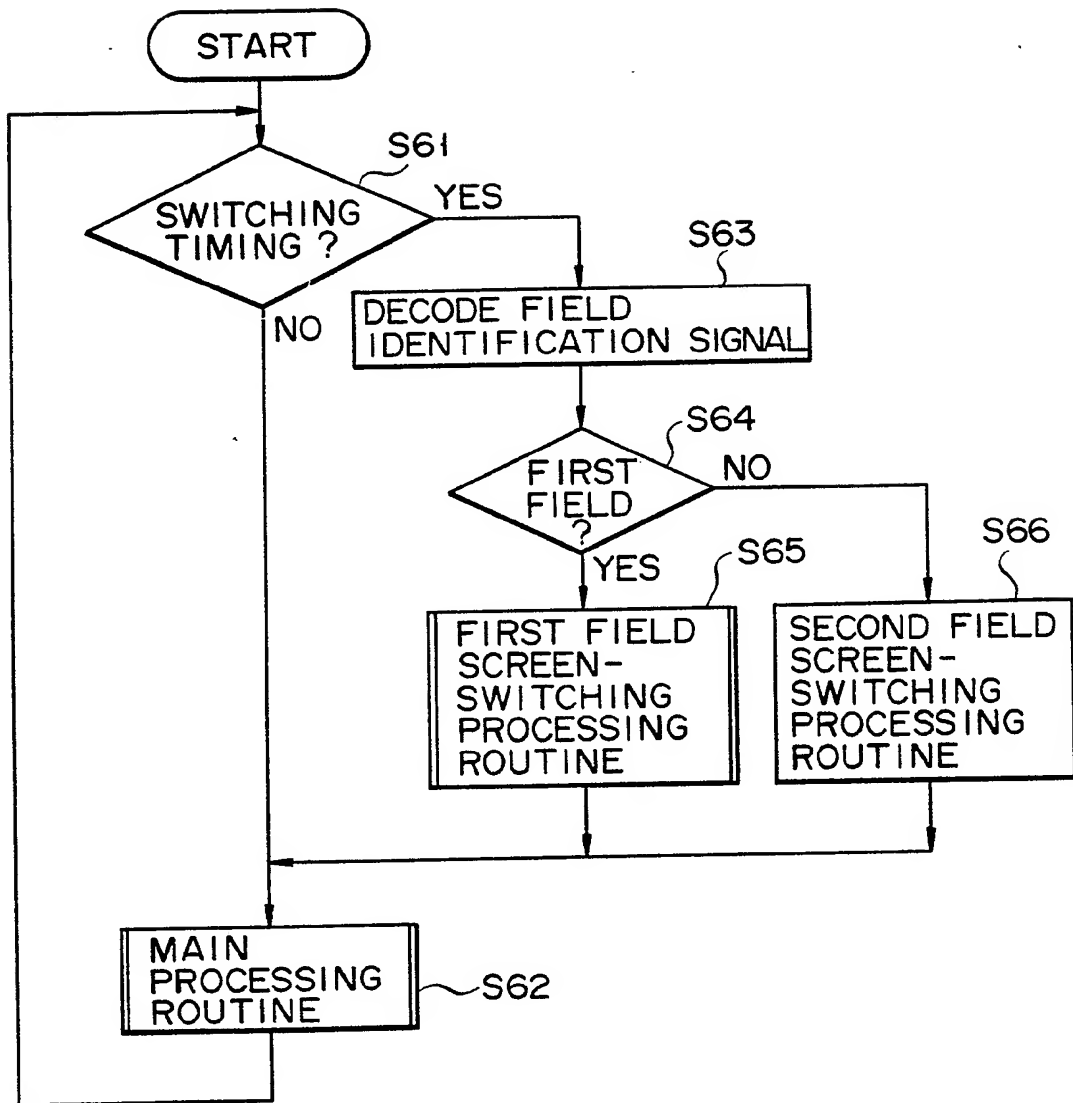 START
S61
SWITCHING
TIMING ?
YES
NO
S63
DECODE FIELD
IDENTIFICATION SIGNAL
S64
FIRST
FIELD
?
NO
YES
S65
FIRST FIELD
SCREEN-
SWITCHING
PROCESSING
ROUTINE
S66
SECOND FIELD
SCREEN-
SWITCHING
PROCESSING
ROUTINE
MAIN
PROCESSING
ROUTINE
S62